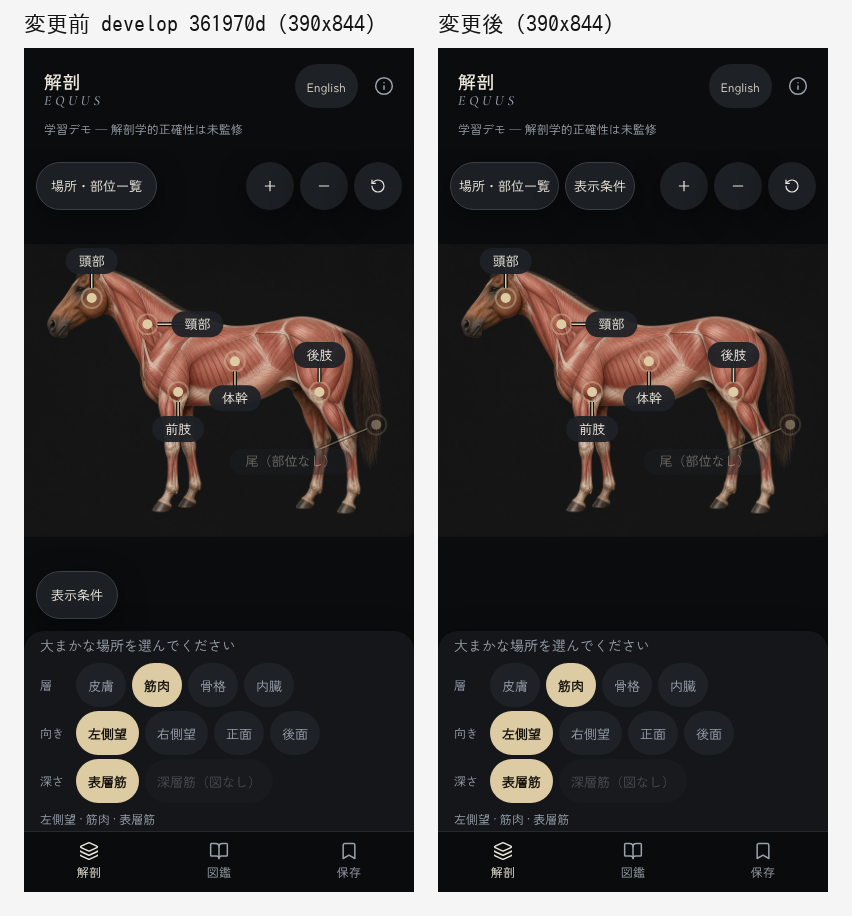 変更前 develop 361970d (390x844)
解剖
EQUUS
English
学習デモ — 解剖学的正確性は未監修
場所・部位一覧
頭部
頸部
後肢
体幹
前肢
尾（部位なし）
表示条件
大まかな場所を選んでください
層 皮膚 筋肉 骨格 内臓
向き 左側望 右側望 正面 後面
深さ 表層筋 深層筋（図なし）
左側望 · 筋肉 · 表層筋
解剖 図鑑 保存
変更後 (390x844)
解剖
EQUUS
English
学習デモ — 解剖学的正確性は未監修
場所・部位一覧 表示条件
頭部
頸部
後肢
体幹
前肢
尾（部位なし）
大まかな場所を選んでください
層 皮膚 筋肉 骨格 内臓
向き 左側望 右側望 正面 後面
深さ 表層筋 深層筋（図なし）
左側望 · 筋肉 · 表層筋
解剖 図鑑 保存